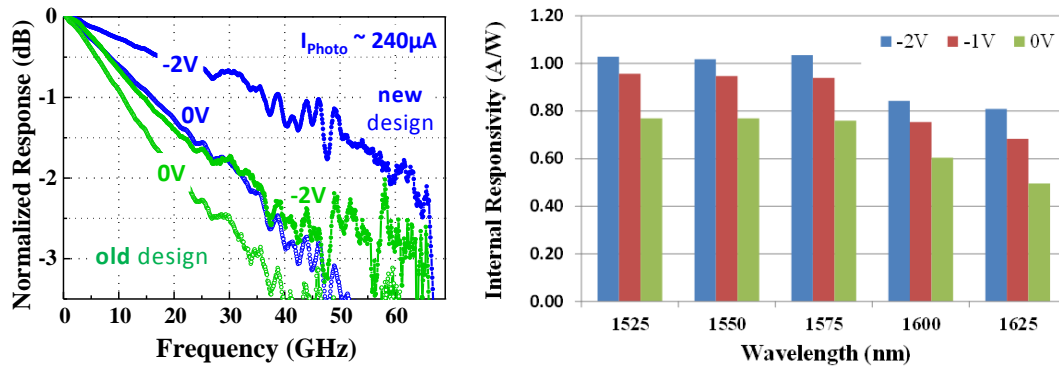 Normalized Response (dB)
0
-1
-2
-3
I_Photo ~ 240µA
-2V
new
design
0V
0V
-2V
old design
0 10 20 30 40 50 60
Frequency (GHz)
Internal Responsivity (A/W)
1.20
1.00
0.80
0.60
0.40
0.20
0.00
-2V -1V 0V
1525 1550 1575 1600 1625
Wavelength (nm)